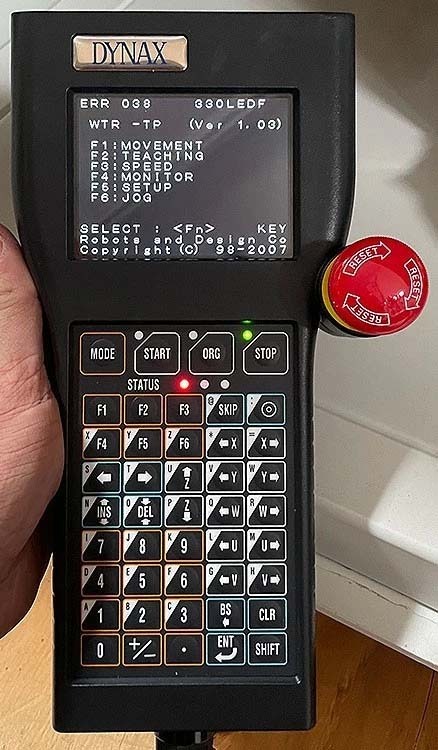 DYNAX
ERR 038 330LEDF
WTR -TP (Ver 1.03)
F1:MOVEMENT
F2:TEACHING
F3:SPEED
F4:MONITOR
F5:SETUP
F6:JOG
SELECT : <Fn> KEY
Robots and Design Co
Copyright(C) 98-2007
RESET RESET RESET
MODE START ORG STOP
STATUS
F1 F2 F3 @ SKIP
X F4 Y F5 Z F6 * X = X
S T U Z V Y W Y
N INS O DEL P Z Q W R W
I 7 J 8 K 9 L U M U
D 4 E 5 F 6 G V H V
A 1 B 2 C 3 BS CLR
0 +/- . ENT SHIFT